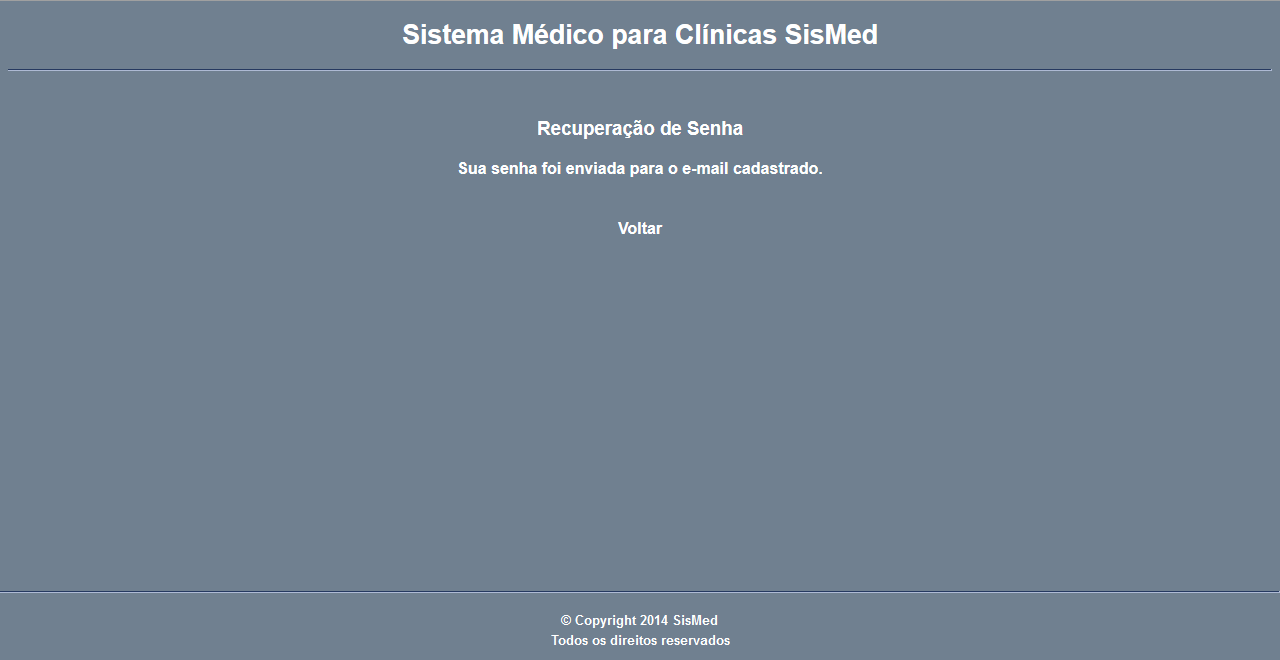 Sistema Médico para Clínicas SisMed
Recuperação de Senha
Sua senha foi enviada para o e-mail cadastrado.
Voltar
© Copyright 2014 SisMed
Todos os direitos reservados